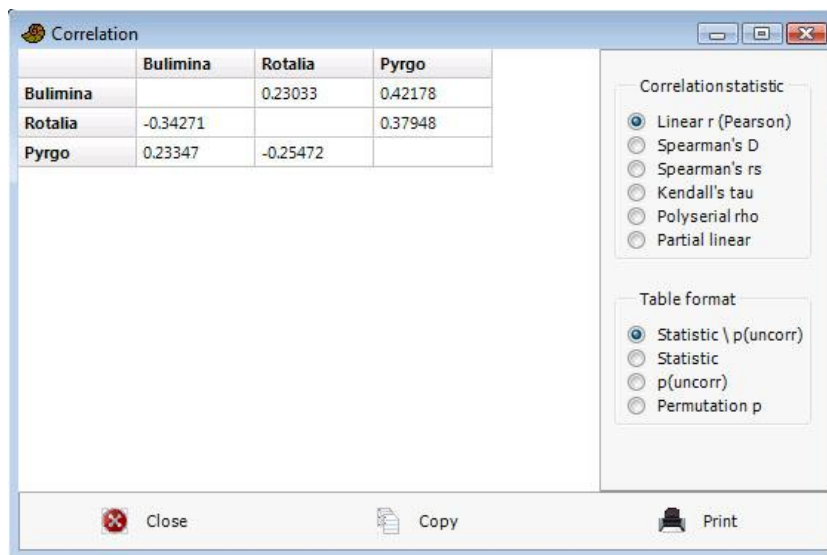 Correlation
Bulimina Rotalia Pyrgo
Bulimina 0.23033 0.42178
Rotalia -0.34271 0.37948
Pyrgo 0.23347 -0.25472
Correlation statistic
Linear r (Pearson)
Spearman's D
Spearman's rs
Kendall's tau
Polyserial rho
Partial linear
Table format
Statistic \ p(uncorr)
Statistic
p(uncorr)
Permutation p
Close Copy Print